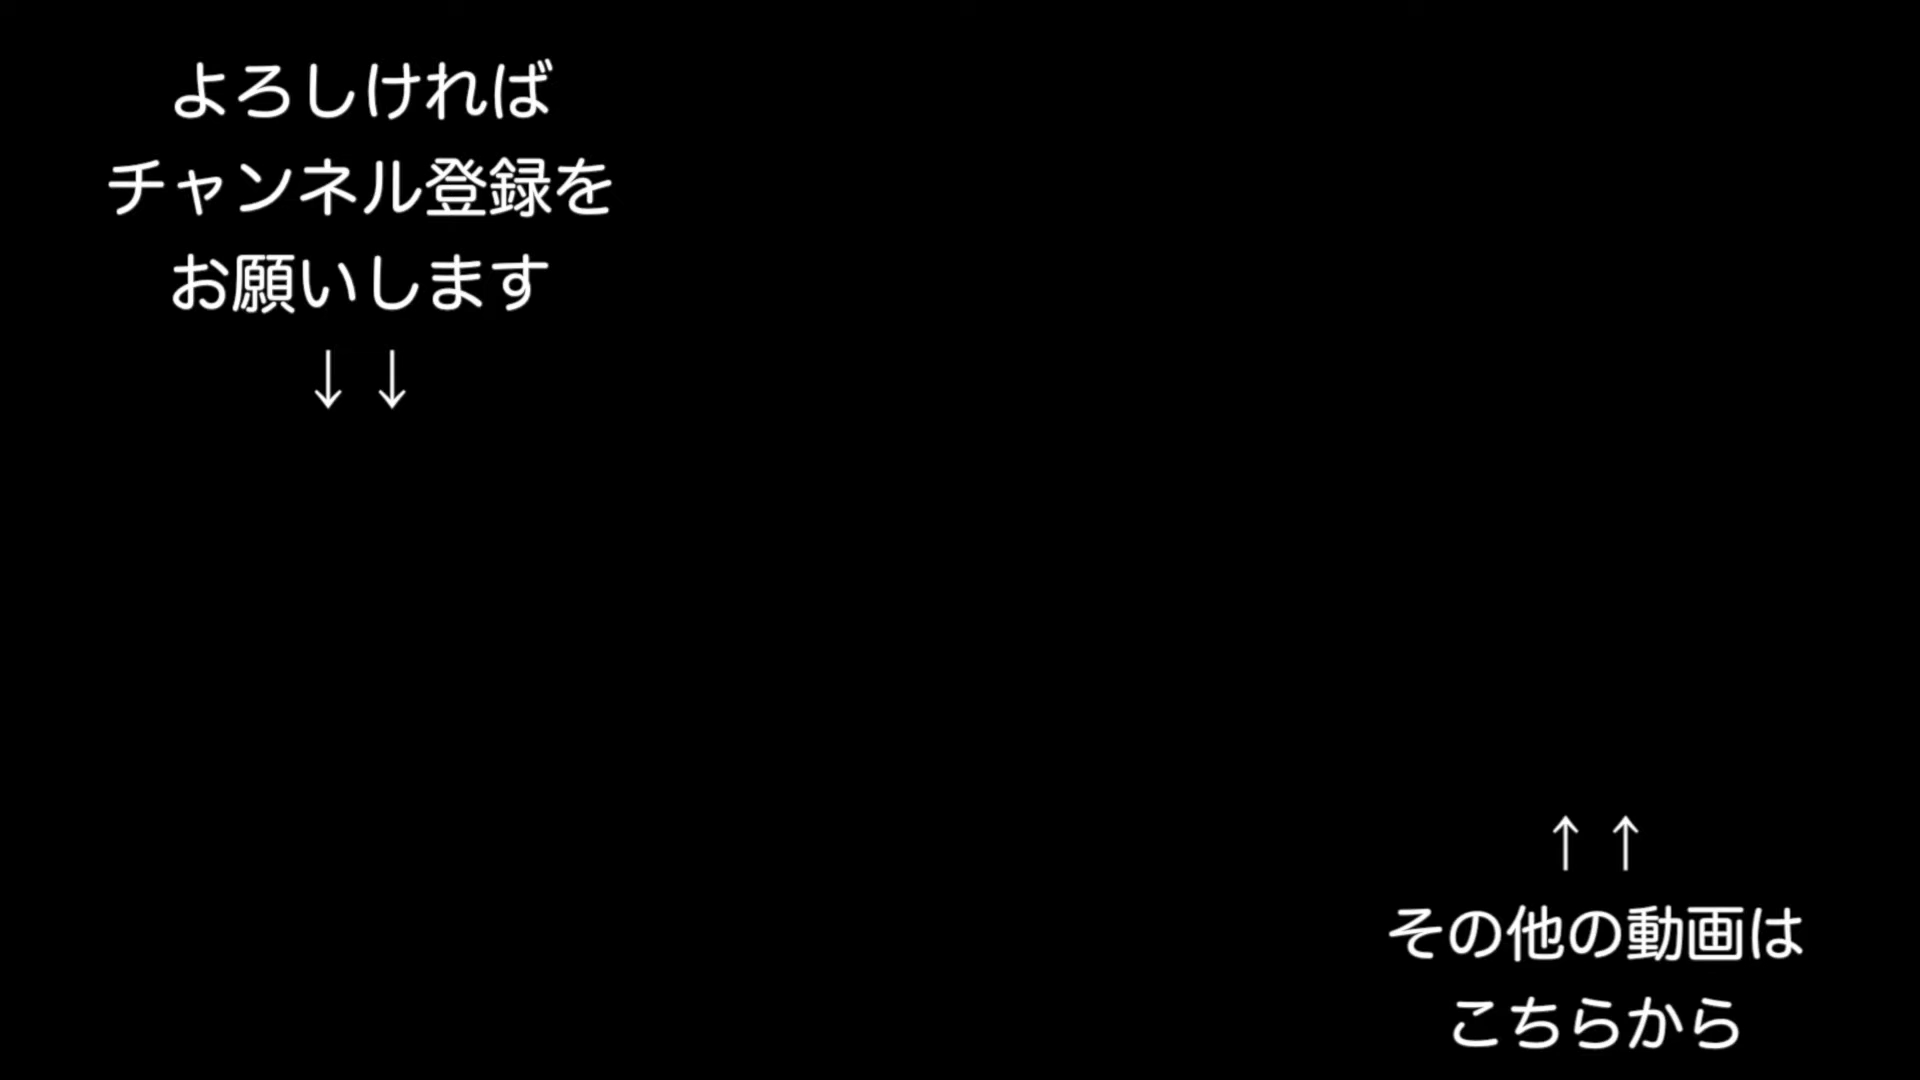 よろしければ
チャンネル登録を
お願いします
↓↓
↑↑
その他の動画は
こちらから